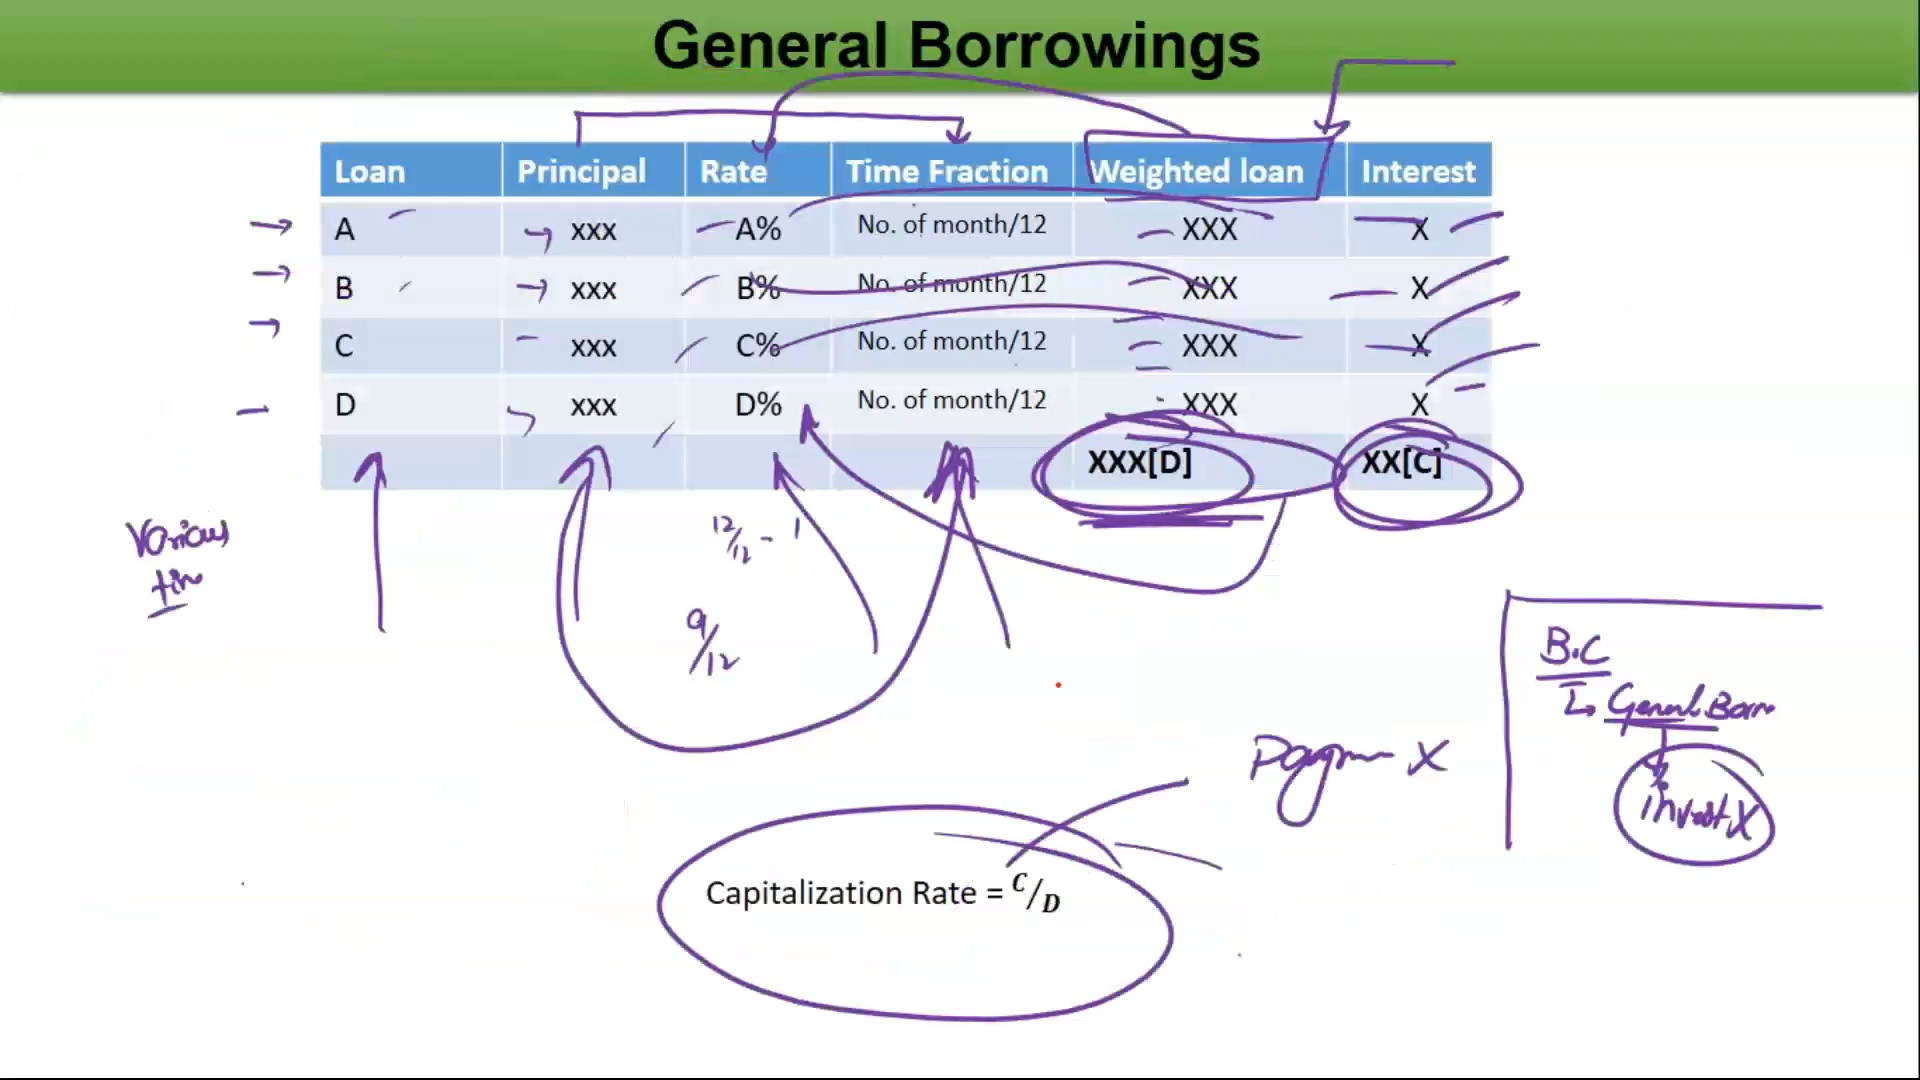 General Borrowings
Loan Principal Rate Time Fraction Weighted loan Interest
A xxx A% No. of month/12 XXX X
B xxx B% No. of month/12 XXX X
C xxx C% No. of month/12 XXX X
D xxx D% No. of month/12 XXX X
XXX[D] XX[C]
Various
12/12 - 1
9/12
B.C
invest X
X
Capitalization Rate = C/D